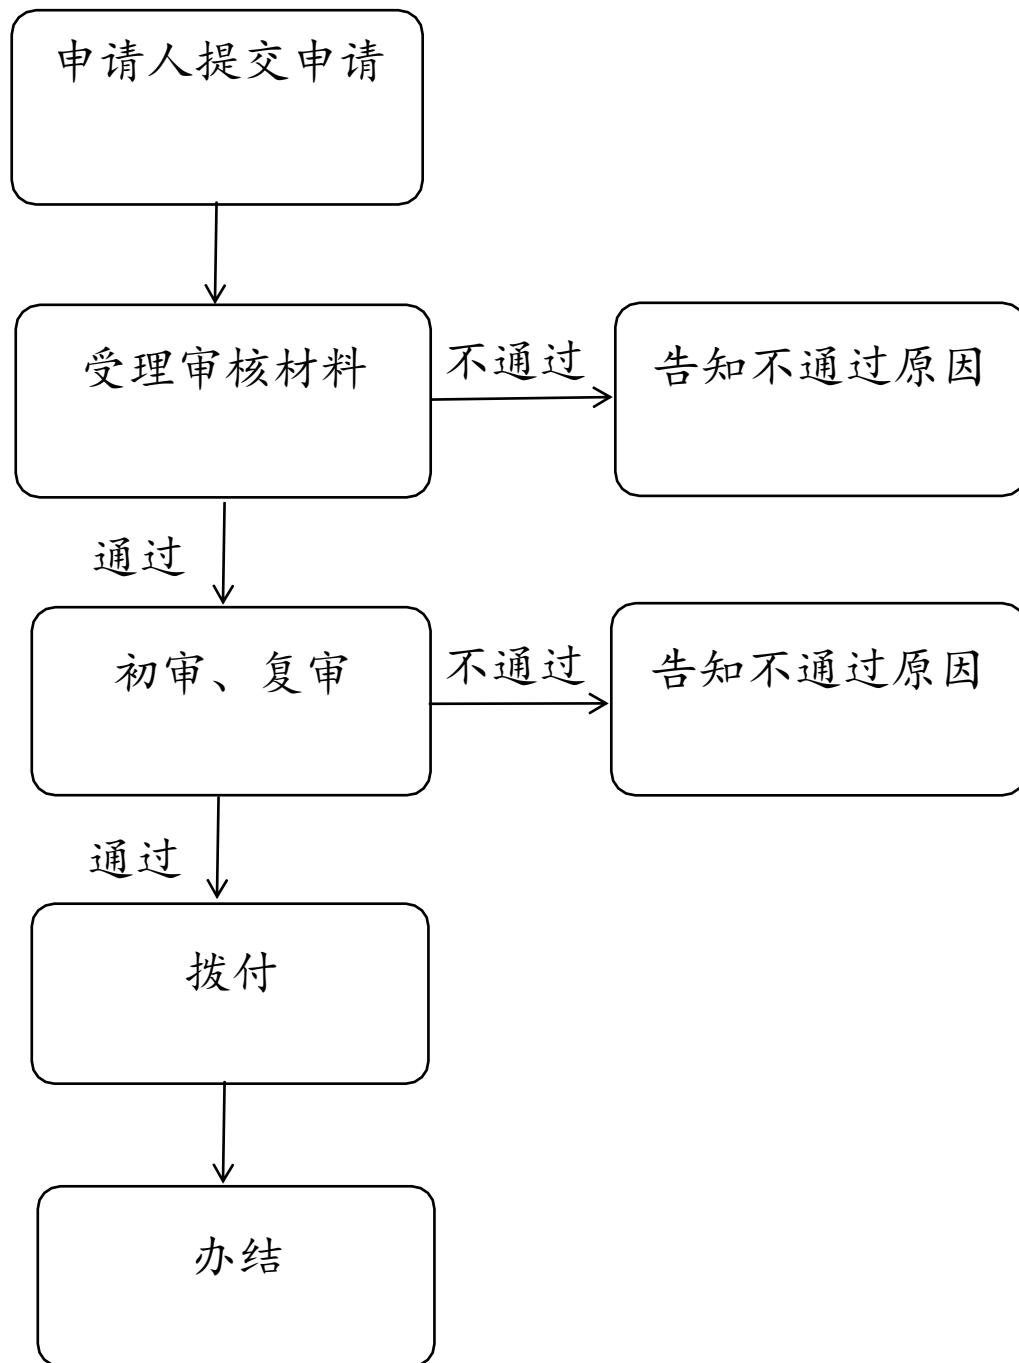 申请人提交申请
受理审核材料
不通过
告知不通过原因
通过
初审、复审
不通过
告知不通过原因
通过
拨付
办结